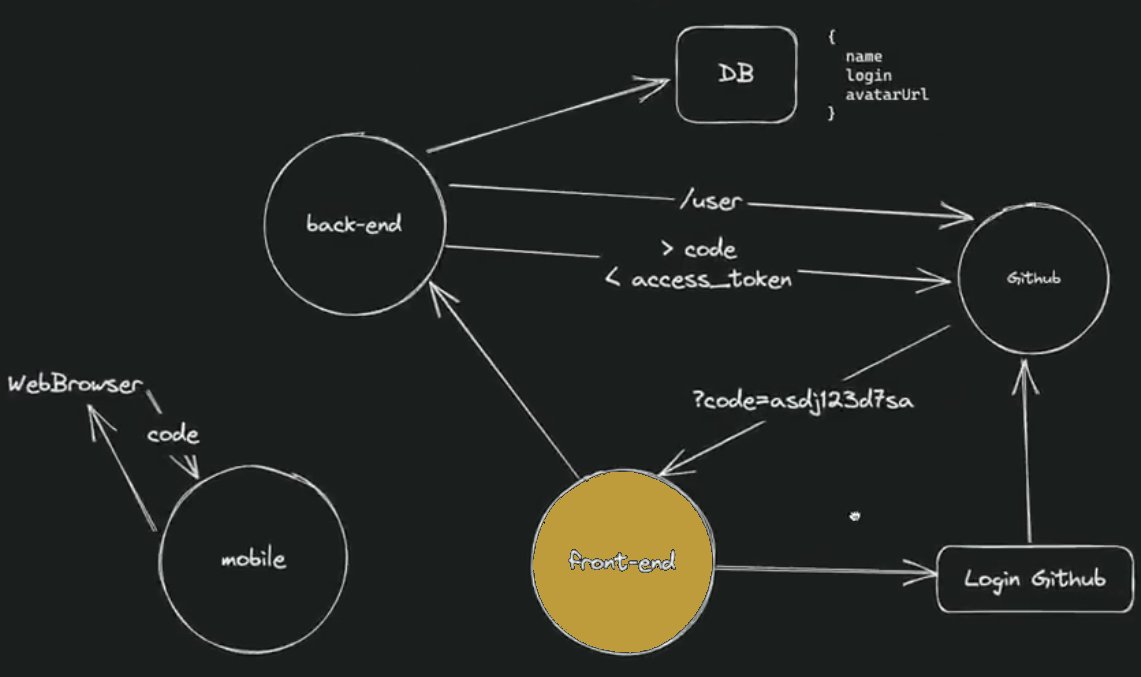 DB
{
name
login
avatarUrl
}
/user
back-end
> code
< access_token
Github
WebBrowser
code
?code=asdj123d7sa
mobile
front-end
Login Github